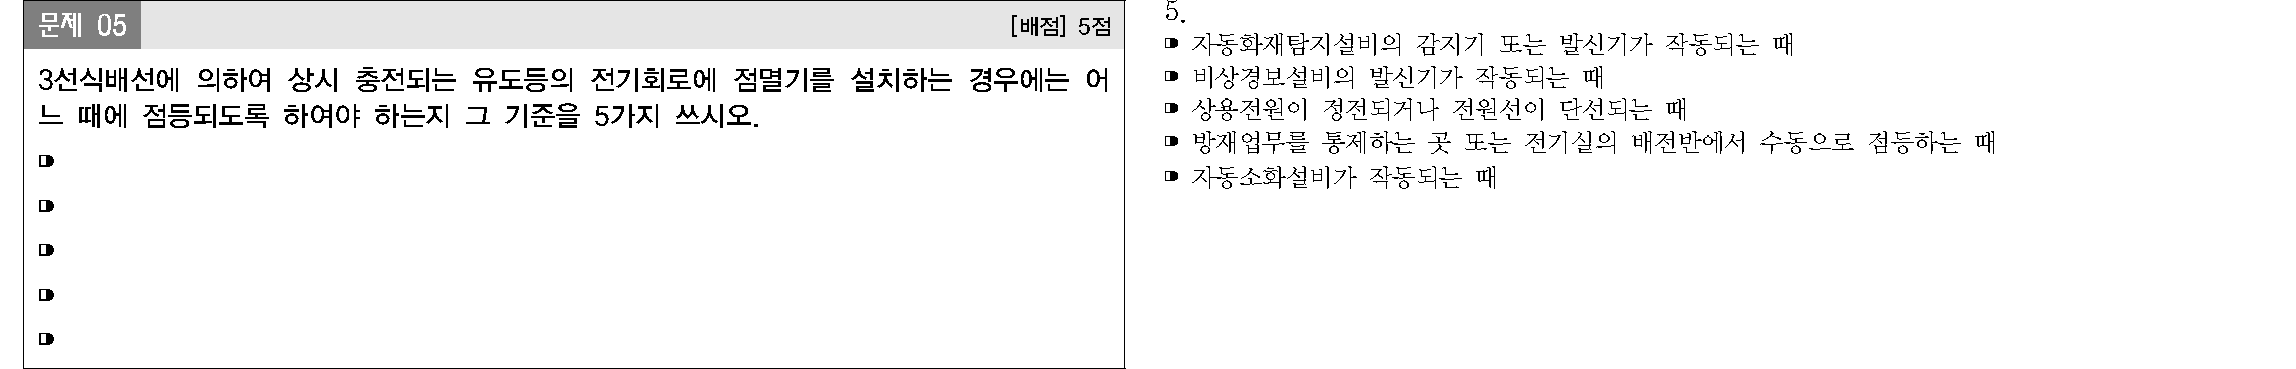 문제 05
[배점] 5점
3선식배선에 의하여 상시 충전되는 유도등의 전기회로에 점멸기를 설치하는 경우에는 어
느 때에 점등되도록 하여야 하는지 그 기준을 5가지 쓰시오.
5.
자동화재탐지설비의 감지기 또는 발신기가 작동되는 때
비상경보설비의 발신기가 작동되는 때
상용전원이 정전되거나 전원선이 단선되는 때
방재업무를 통제하는 곳 또는 전기실의 배전반에서 수동으로 점등하는 때
자동소화설비가 작동되는 때